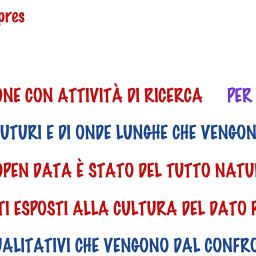 pres
ONE CON ATTIVITÀ DI RICERCA PER
UTURI E DI ONDE LUNGHE CHE VENGON
OPEN DATA È STATO DEL TUTTO NATU
TI ESPOSTI ALLA CULTURA DEL DATO
UALITATIVI CHE VENGONO DAL CONFRO